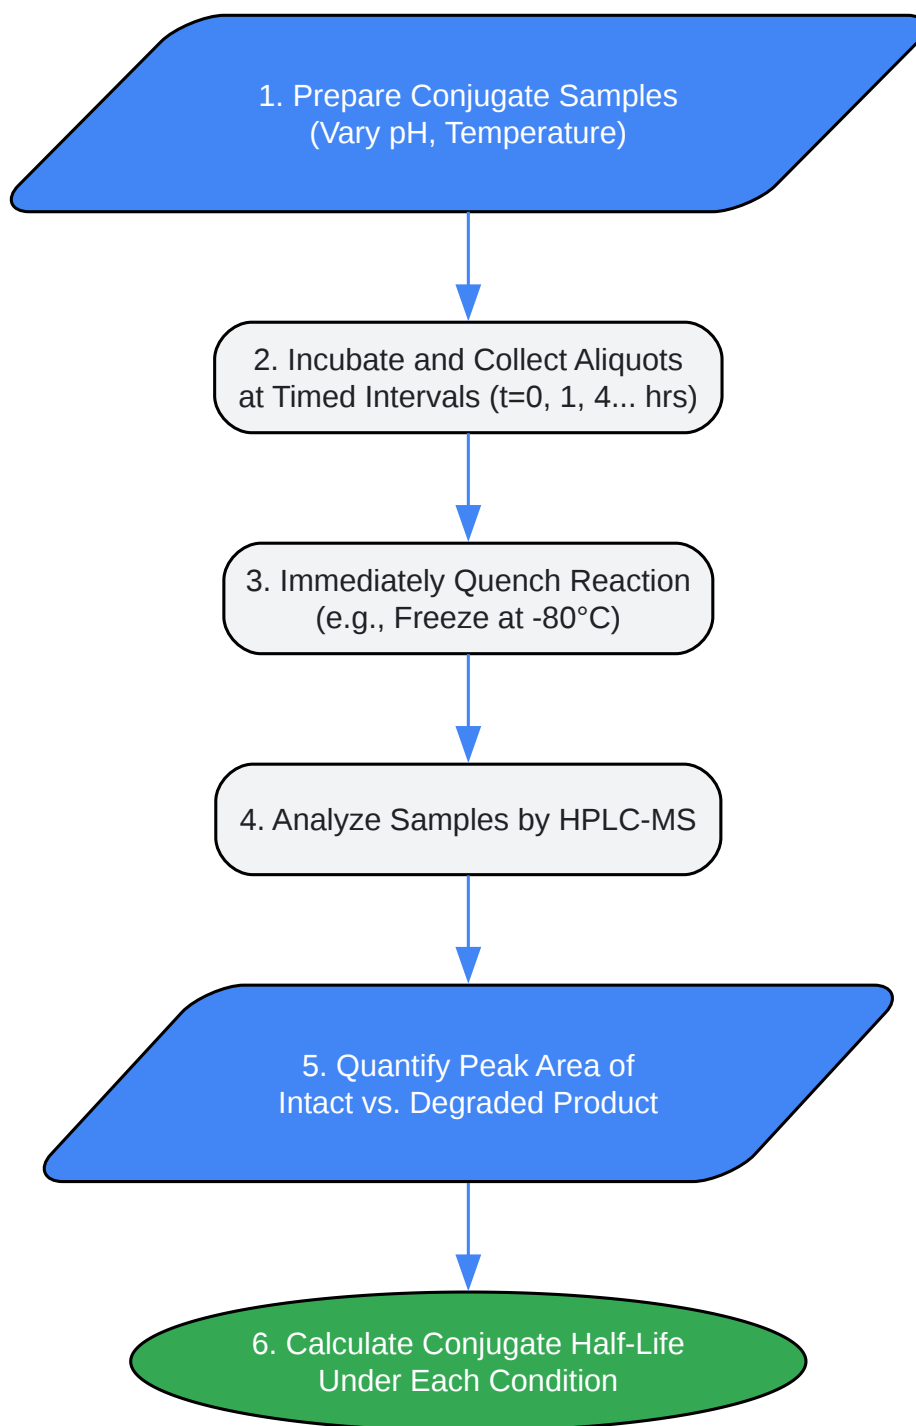 1. Prepare Conjugate Samples
(Vary pH, Temperature)
2. Incubate and Collect Aliquots
at Timed Intervals (t=0, 1, 4... hrs)
3. Immediately Quench Reaction
(e.g., Freeze at -80°C)
4. Analyze Samples by HPLC-MS
5. Quantify Peak Area of
Intact vs. Degraded Product
6. Calculate Conjugate Half-Life
Under Each Condition